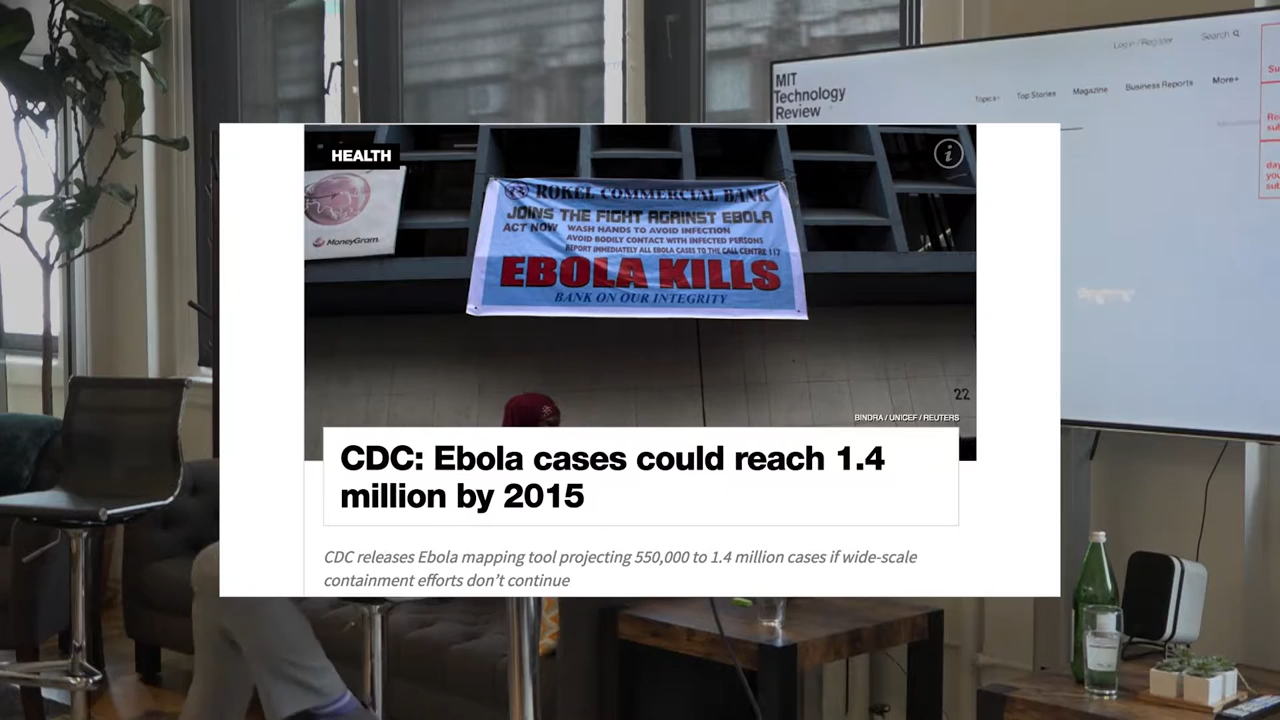 Log in / Register
Search
MIT
Technology
Review
Topics+
Top Stories
Magazine
Business Reports
More+
HEALTH
MoneyGram.
ROKEL COMMERCIAL BANK
JOINS THE FIGHT AGAINST EBOLA
ACT NOW WASH HANDS TO AVOID INFECTION
AVOID BODILY CONTACT WITH INFECTED PERSONS
REPORT IMMEDIATELY ALL EBOLA CASES TO THE CALL CENTRE 117
EBOLA KILLS
BANK ON OUR INTEGRITY
22
BINDRA / UNICEF / REUTERS
CDC: Ebola cases could reach 1.4
million by 2015
CDC releases Ebola mapping tool projecting 550,000 to 1.4 million cases if wide-scale
containment efforts don't continue